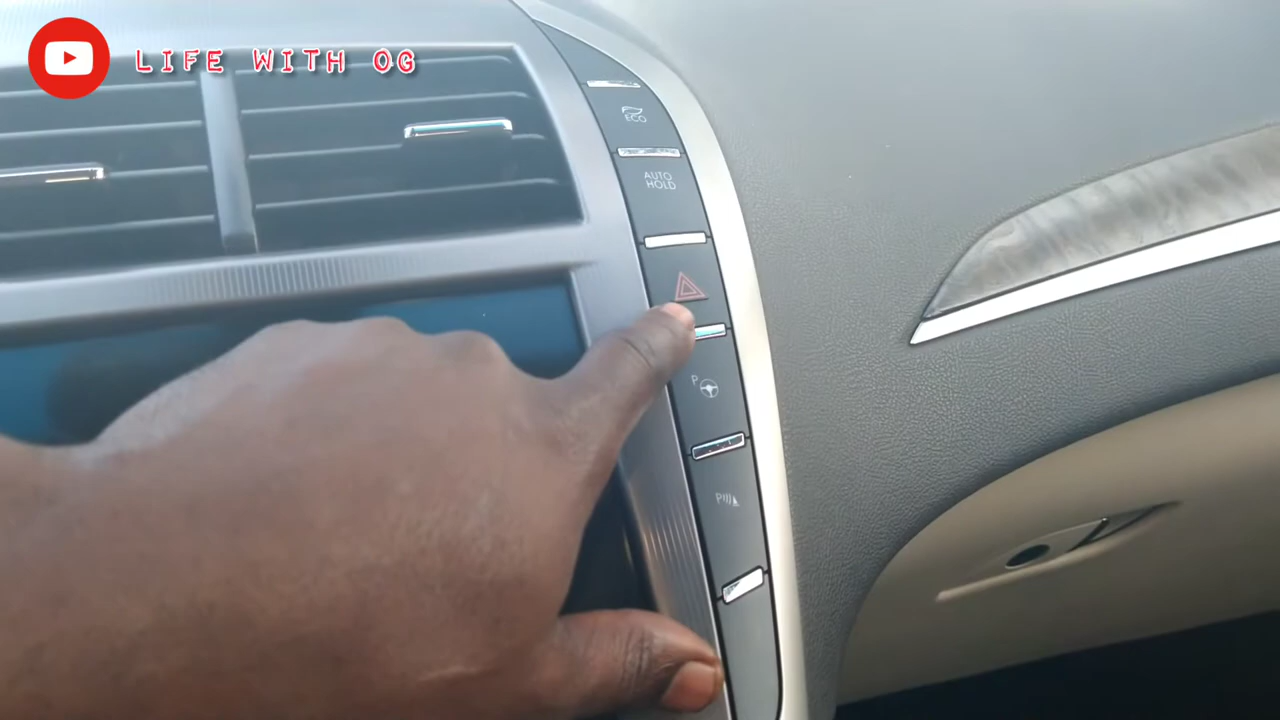 LIFE WITH OG
ECO
AUTO
HOLD
P
P